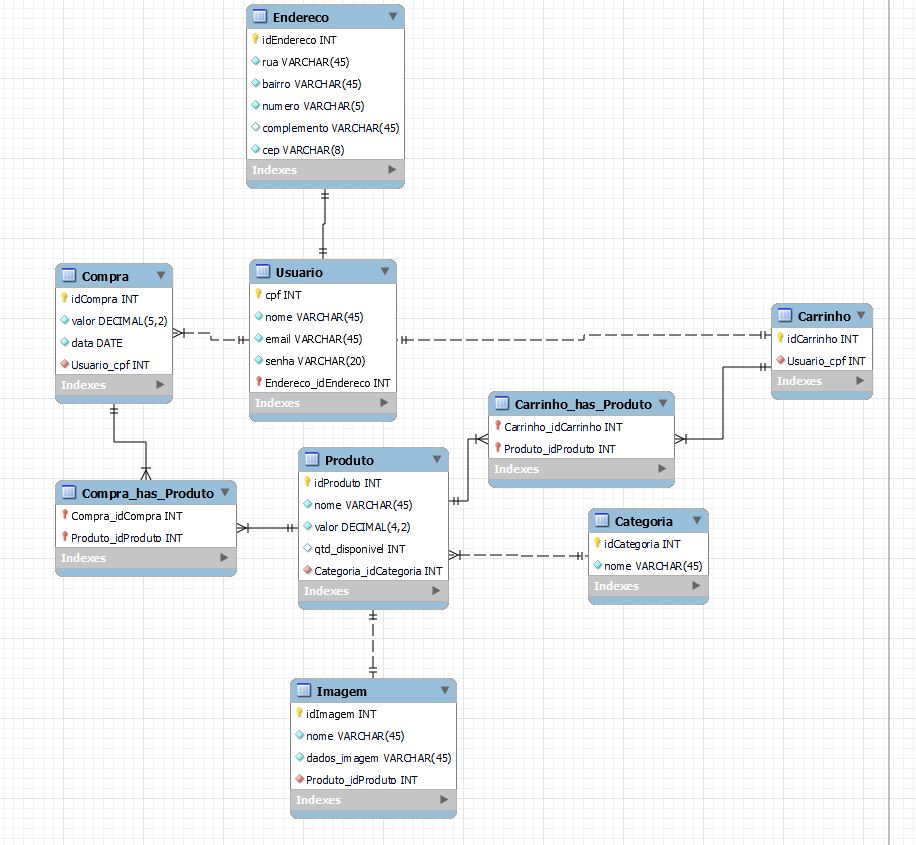 Endereco
idEndereco INT
rua VARCHAR(45)
bairro VARCHAR(45)
numero VARCHAR(5)
complemento VARCHAR(45)
cep VARCHAR(8)
Indexes
Compra
idCompra INT
valor DECIMAL(5,2)
data DATE
Usuario_cpf INT
Indexes
Usuario
cpf INT
nome VARCHAR(45)
email VARCHAR(45)
senha VARCHAR(20)
Endereco_idEndereco INT
Indexes
Carrinho
idCarrinho INT
Usuario_cpf INT
Indexes
Carrinho_has_Produto
Carrinho_idCarrinho INT
Produto_idProduto INT
Indexes
Compra_has_Produto
Compra_idCompra INT
Produto_idProduto INT
Indexes
Produto
idProduto INT
nome VARCHAR(45)
valor DECIMAL(4,2)
qtd_disponivel INT
Categoria_idCategoria INT
Indexes
Categoria
idCategoria INT
nome VARCHAR(45)
Indexes
Imagem
idImagem INT
nome VARCHAR(45)
dados_imagem VARCHAR(45)
Produto_idProduto INT
Indexes